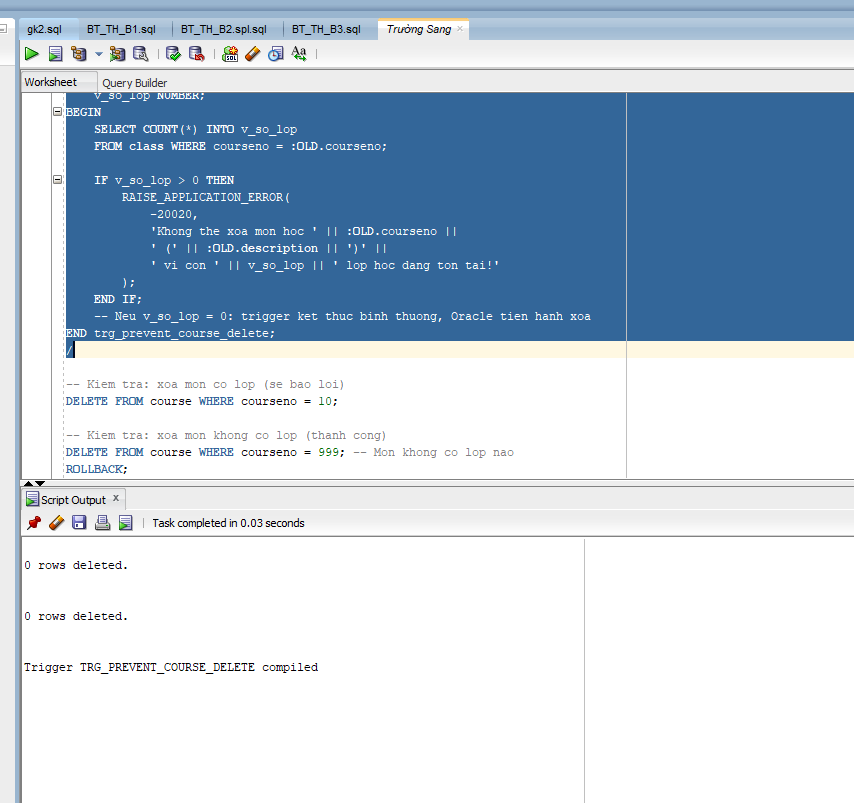 gk2.sql BT_TH_B1.sql BT_TH_B2.spl.sql BT_TH_B3.sql Trường Sang
SQL Aa
Worksheet Query Builder
v_so_lop NUMBER;
BEGIN
SELECT COUNT(*) INTO v_so_lop
FROM class WHERE courseno = :OLD.courseno;
IF v_so_lop > 0 THEN
RAISE_APPLICATION_ERROR(
-20020,
'Khong the xoa mon hoc ' || :OLD.courseno ||
' (' || :OLD.description || ')' ||
' vi con ' || v_so_lop || ' lop hoc dang ton tai!'
);
END IF;
-- Neu v_so_lop = 0: trigger ket thuc binh thuong, Oracle tien hanh xoa
END trg_prevent_course_delete;
/
-- Kiem tra: xoa mon co lop (se bao loi)
DELETE FROM course WHERE courseno = 10;
-- Kiem tra: xoa mon khong co lop (thanh cong)
DELETE FROM course WHERE courseno = 999; -- Mon khong co lop nao
ROLLBACK;
Script Output x
Task completed in 0.03 seconds
0 rows deleted.
0 rows deleted.
Trigger TRG_PREVENT_COURSE_DELETE compiled